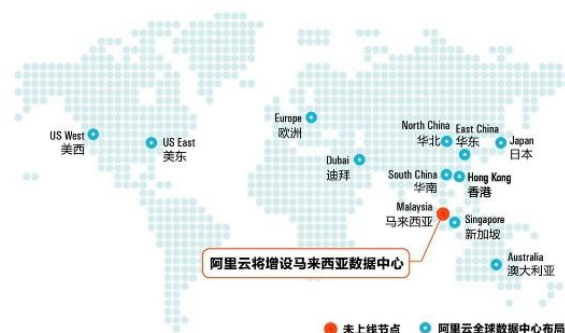 US West
美西
US East
美东
Europe
欧洲
Dubai
迪拜
North China
华北
East China
华东
Japan
日本
South China
华南
Hong Kong
香港
Malaysia
马来西亚
Singapore
新加坡
阿里云将增设马来西亚数据中心
Australia
澳大利亚
未上线节点
阿里云全球数据中心布局